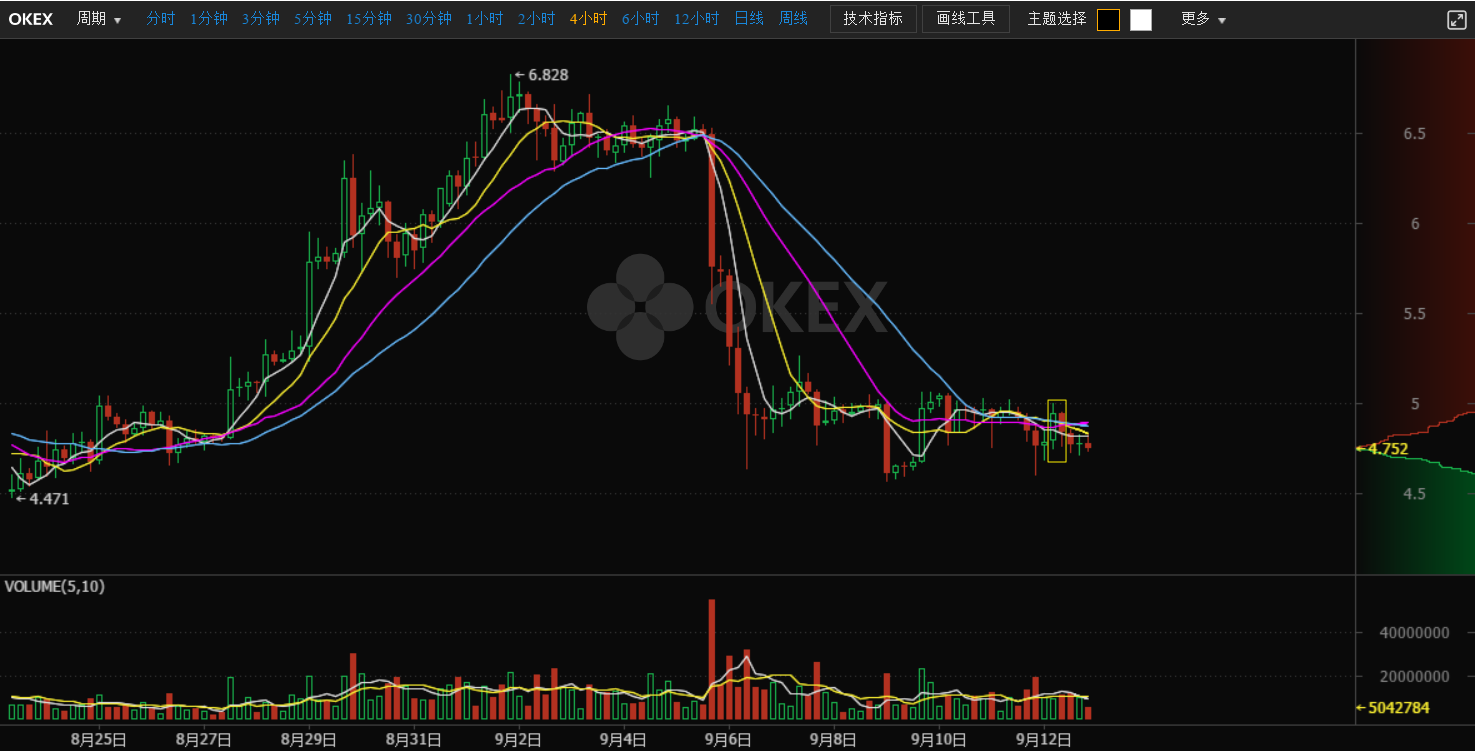 OKEX 周期 分时 1分钟 3分钟 5分钟 15分钟 30分钟 1小时 2小时 4小时 6小时 12小时 日线 周线 技术指标 画线工具 主题选择 更多
6.828
6.5
6
OKEX
5.5
5
4.752
4.5
4.471
VOLUME(5,10)
40000000
20000000
5042784
8月25日 8月27日 8月29日 8月31日 9月2日 9月4日 9月6日 9月8日 9月10日 9月12日